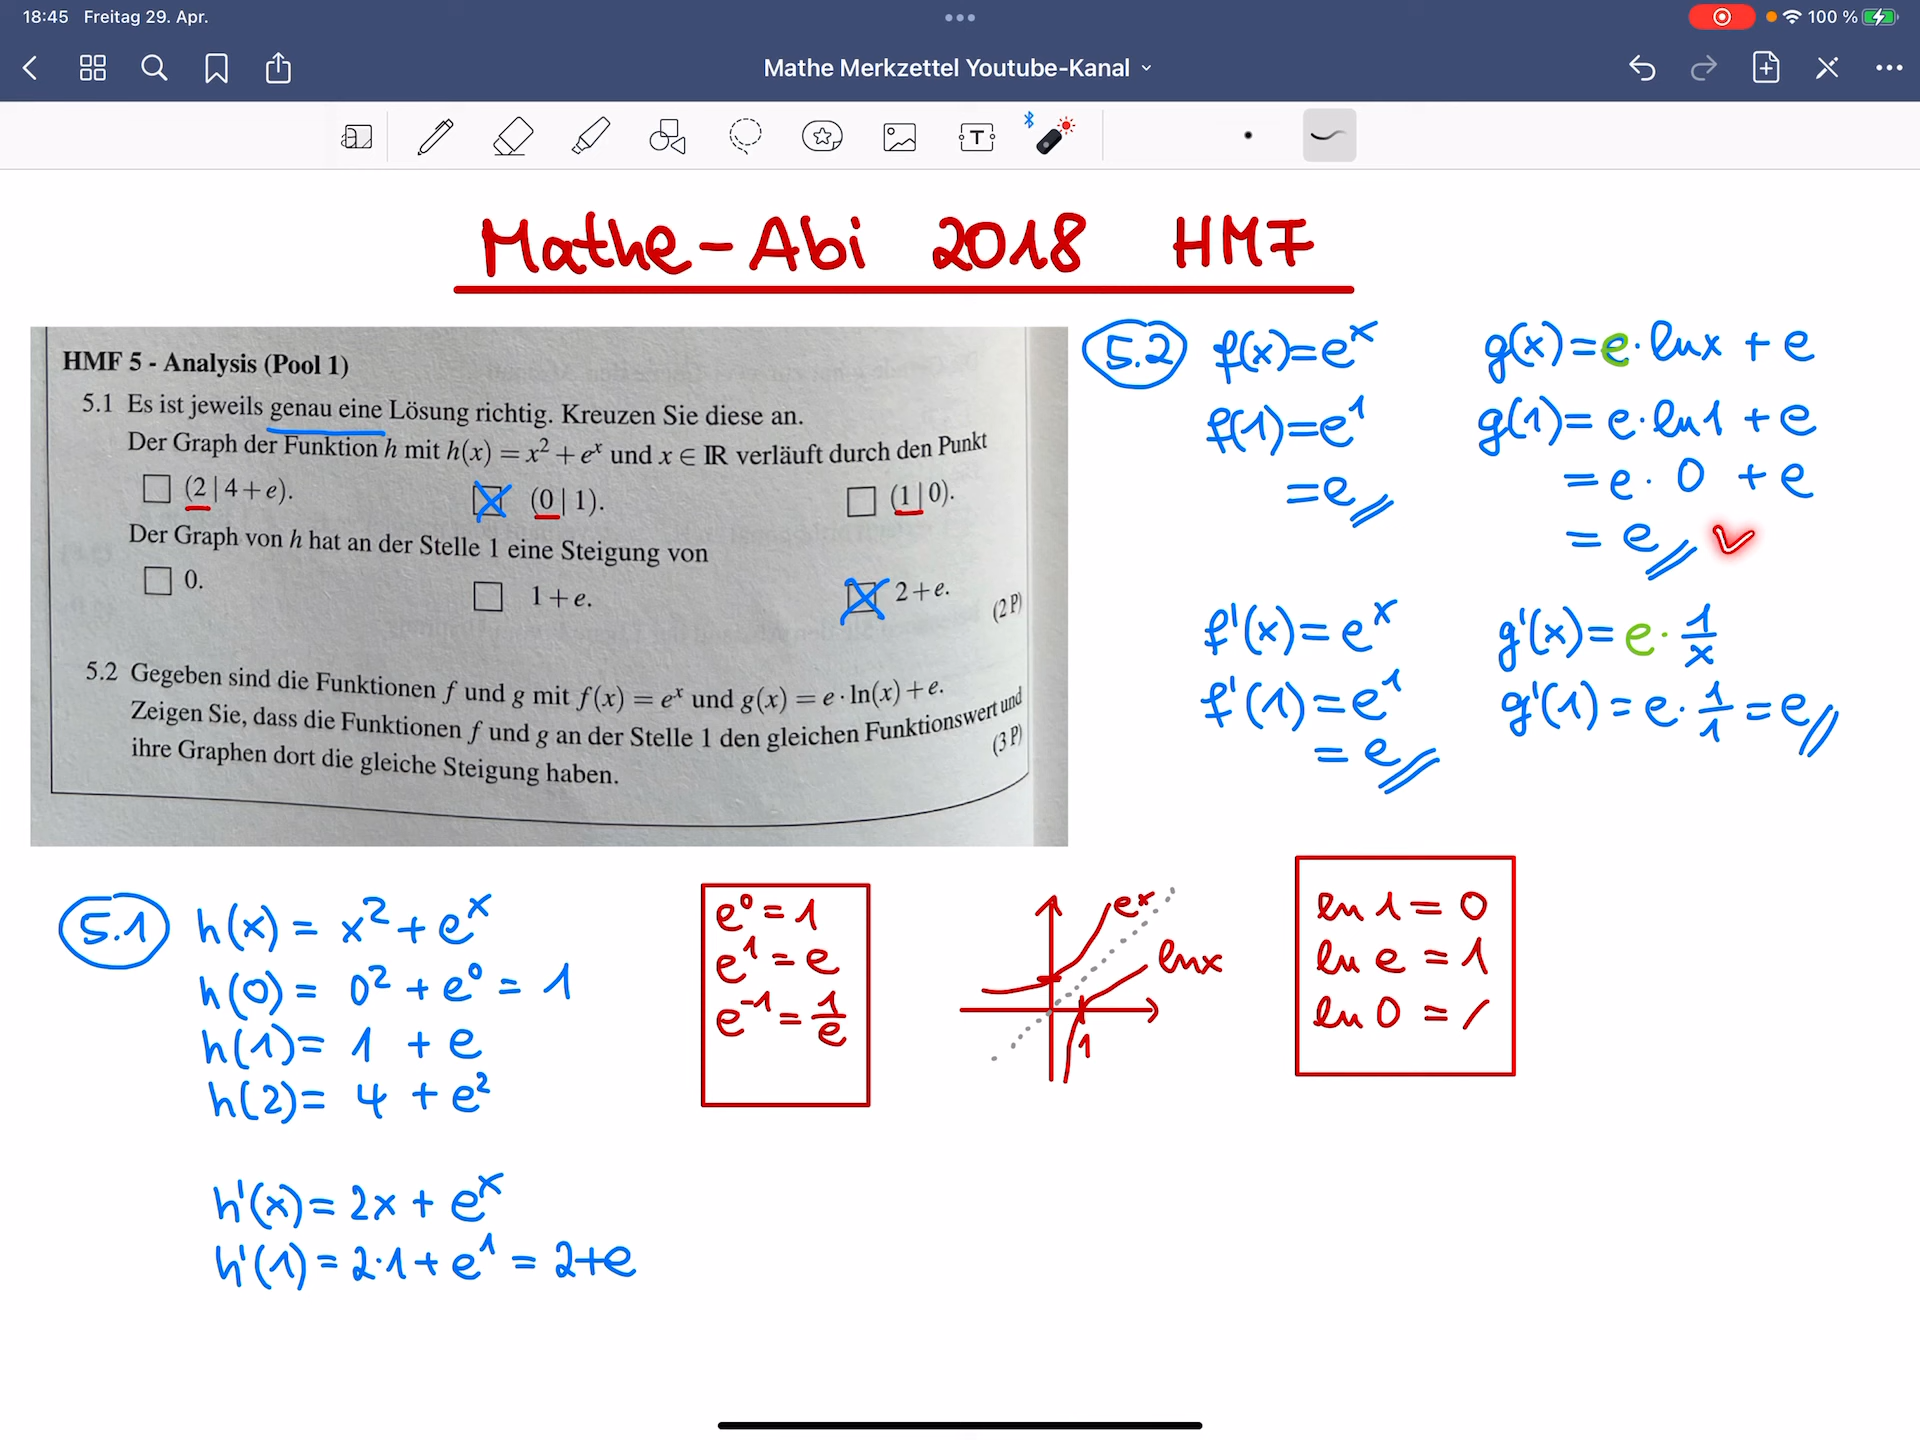 18:45 Freitag 29. Apr.
100 %
Mathe Merkzettel Youtube-Kanal
T
Mathe-Abi 2018 HMF
HMF 5 - Analysis (Pool 1)
5.1 Es ist jeweils genau eine Lösung richtig. Kreuzen Sie diese an.
Der Graph der Funktion h mit h(x) = x² + eˣ und x ∈ ℝ verläuft durch den Punkt
(2 | 4 + e). (0 | 1). (1 | 0).
Der Graph von h hat an der Stelle 1 eine Steigung von
0. 1 + e. 2 + e.
(2 P)
5.2 Gegeben sind die Funktionen f und g mit f(x) = eˣ und g(x) = e · ln(x) + e.
Zeigen Sie, dass die Funktionen f und g an der Stelle 1 den gleichen Funktionswert und
ihre Graphen dort die gleiche Steigung haben.
(3 P)
5.2 f(x) = eˣ
f(1) = e¹
= e
g(x) = e · ln x + e
g(1) = e · ln 1 + e
= e · 0 + e
= e
f'(x) = eˣ
f'(1) = e¹
= e
g'(x) = e · 1/x
g'(1) = e · 1/1 = e
5.1 h(x) = x² + eˣ
h(0) = 0² + e⁰ = 1
h(1) = 1 + e
h(2) = 4 + e²
h'(x) = 2x + eˣ
h'(1) = 2·1 + e¹ = 2+e
e⁰ = 1
e¹ = e
e⁻¹ = 1/e
eˣ
ln x
1
ln 1 = 0
ln e = 1
ln 0 = /